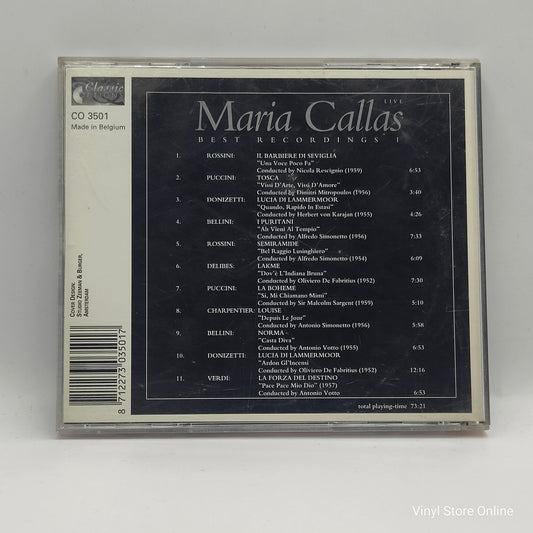 Classic
CO 3501
Made in Belgium
LIVE
Maria Callas
BEST RECORDINGS 1
1. ROSSINI: IL BARBIERE DI SEVIGLIA
"Una Voce Poco Fa"
Conducted by Nicola Rescignio (1959) 6:53
2. PUCCINI: TOSCA
"Vissi D'Arte, Vissi D'Amore"
Conducted by Dimitri Mitropoulos (1956) 3:40
3. DONIZETTI: LUCIA DI LAMMERMOOR
"Quando, Rapido In Estasi"
Conducted by Herbert von Karajan (1955) 4:26
4. BELLINI: I PURITANI
"Ah Vieni Al Tempio"
Conducted by Alfredo Simonetto (1956) 7:33
5. ROSSINI: SEMIRAMIDE
"Bel Raggio Lusinghiero"
Conducted by Alfredo Simonetto (1954) 6:09
6. DELIBES: LAKME
"Dov'è L'Indiana Bruna"
Conducted by Oliviero De Fabritius (1952) 7:30
7. PUCCINI: LA BOHEME
"Si, Mi Chiamano Mimi"
Conducted by Sir Malcolm Sargent (1959) 5:10
8. CHARPENTIER: LOUISE
"Depuis Le Jour"
Conducted by Antonio Simonetto (1956) 5:58
9. BELLINI: NORMA
"Casta Diva"
Conducted by Antonio Votto (1955) 6:53
10. DONIZETTI: LUCIA DI LAMMERMOOR
"Ardon Gl'Incensi
Conducted by Oliviero De Fabritius (1952) 12:16
11. VERDI: LA FORZA DEL DESTINO
"Pace Pace Mio Dio" (1957)
Conducted by Antonio Votto 6:53
total playing-time 73:21
COVER DESIGN:
STUDIO ZEEMAN & BURGER,
AMSTERDAM
8 712273 035017
Vinyl Store Online